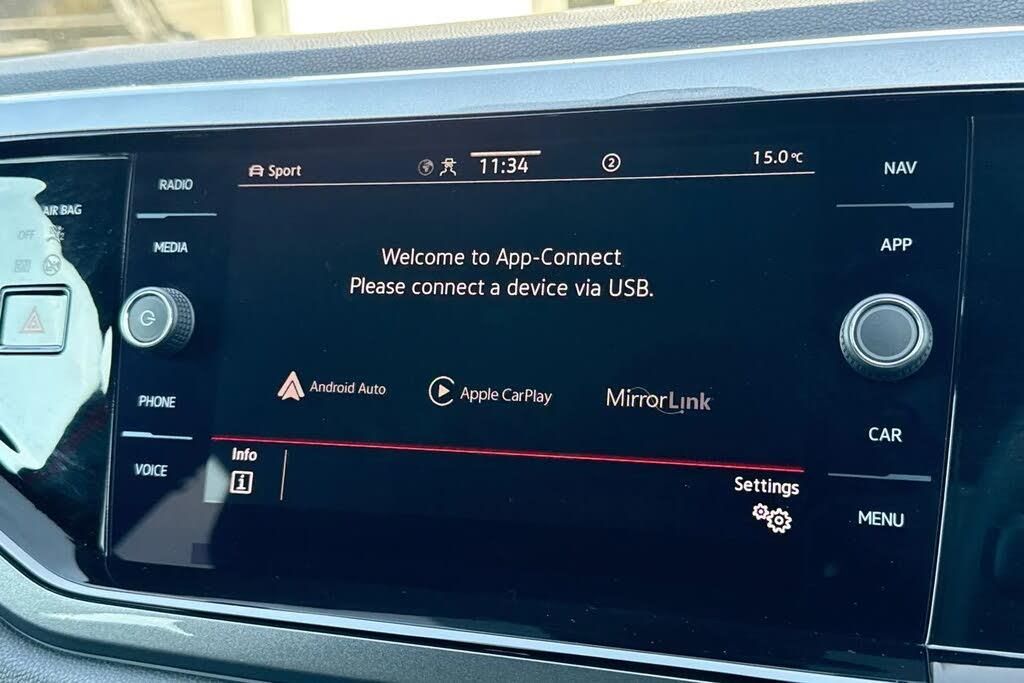 Sport
11:34
2
15.0°C
RADIO
NAV
AIR BAG
OFF
MEDIA
APP
Welcome to App-Connect
Please connect a device via USB.
Android Auto
Apple CarPlay
MirrorLink
PHONE
CAR
VOICE
Info
i
Settings
MENU